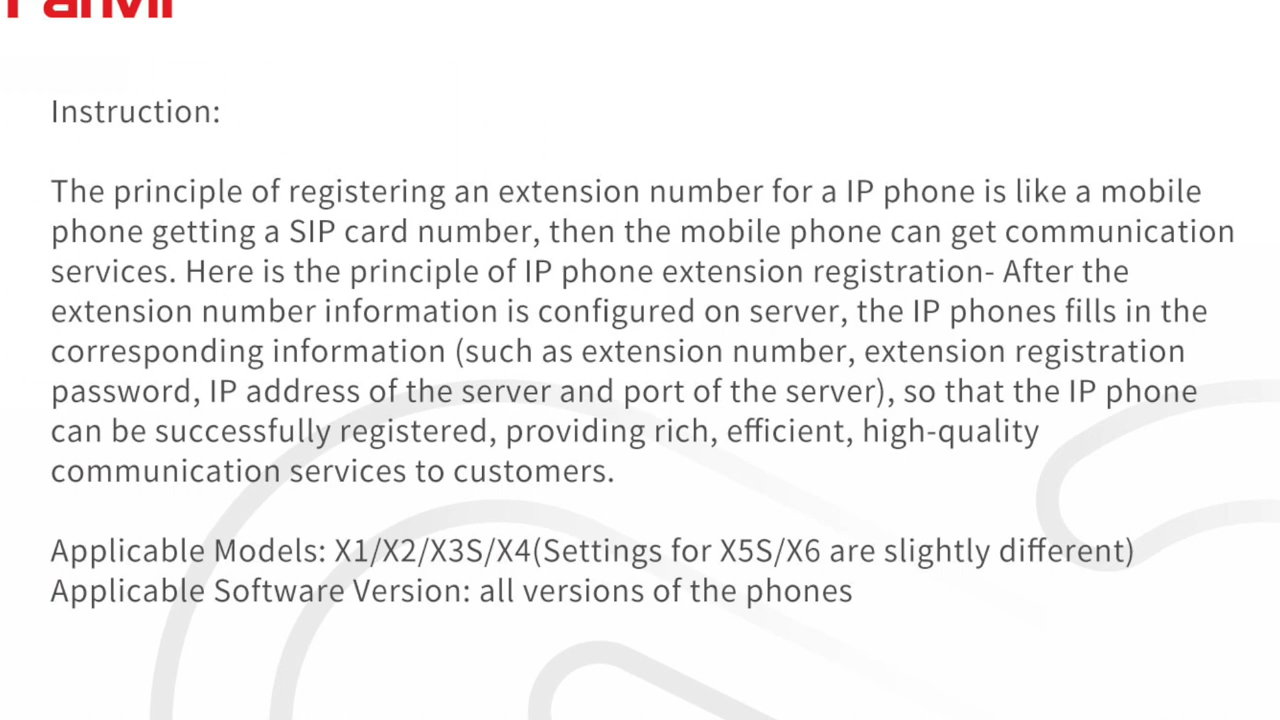 Fanvil
Instruction:
The principle of registering an extension number for a IP phone is like a mobile
phone getting a SIP card number, then the mobile phone can get communication
services. Here is the principle of IP phone extension registration- After the
extension number information is configured on server, the IP phones fills in the
corresponding information (such as extension number, extension registration
password, IP address of the server and port of the server), so that the IP phone
can be successfully registered, providing rich, efficient, high-quality
communication services to customers.
Applicable Models: X1/X2/X3S/X4(Settings for X5S/X6 are slightly different)
Applicable Software Version: all versions of the phones